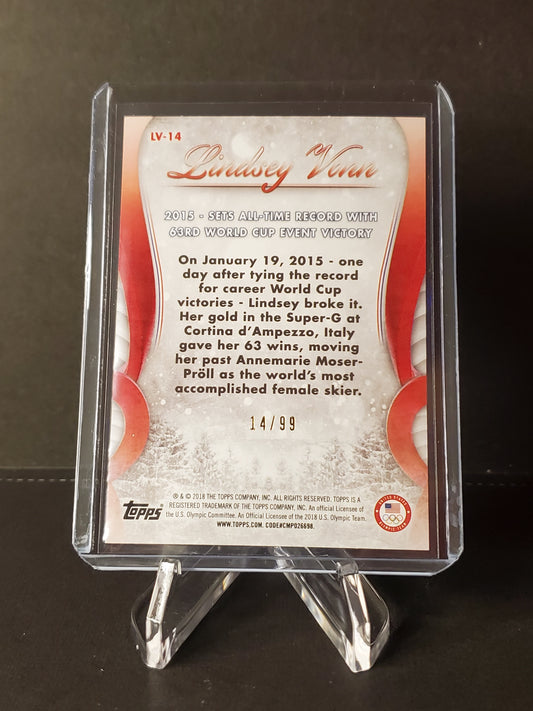 LV-14
Lindsey Vonn
2015 - SETS ALL-TIME RECORD WITH
63RD WORLD CUP EVENT VICTORY
On January 19, 2015 - one
day after tying the record
for career World Cup
victories - Lindsey broke it.
Her gold in the Super-G at
Cortina d'Ampezzo, Italy
gave her 63 wins, moving
her past Annemarie Moser-
Pröll as the world's most
accomplished female skier.
14/99
® & © 2018 THE TOPPS COMPANY, INC. ALL RIGHTS RESERVED. TOPPS IS A
REGISTERED TRADEMARK OF THE TOPPS COMPANY, INC. An official Licensee of
the U.S. Olympic Committee. An Official Licensee of the 2018 U.S. Olympic Team.
WWW.TOPPS.COM. CODE#CMP026698.
topps